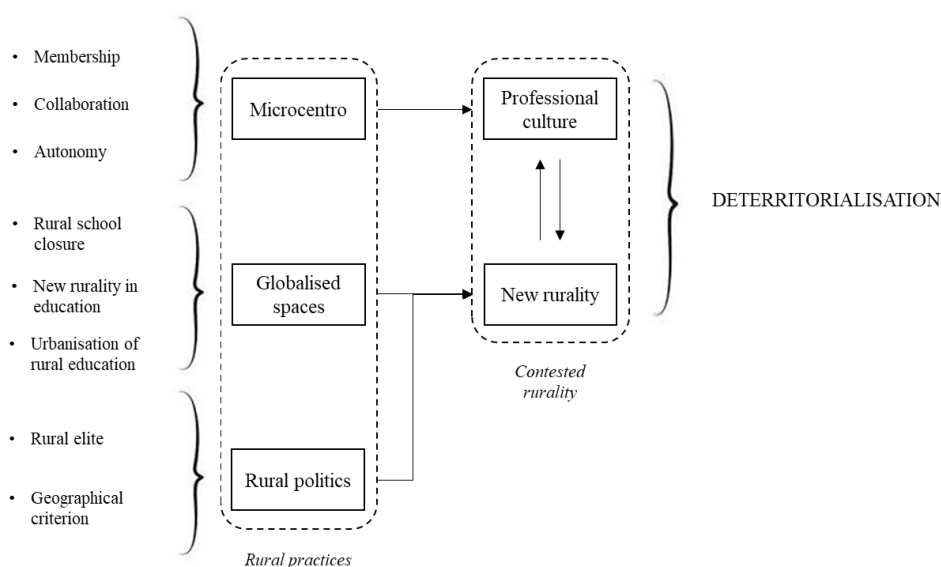 • Membership
• Collaboration
• Autonomy
• Rural school
closure
• New rurality in
education
• Urbanisation of
rural education
• Rural elite
• Geographical
criterion
Microcentro
Globalised
spaces
Rural politics
Rural practices
Professional
culture
New rurality
Contested
rurality
DETERRITORIALISATION